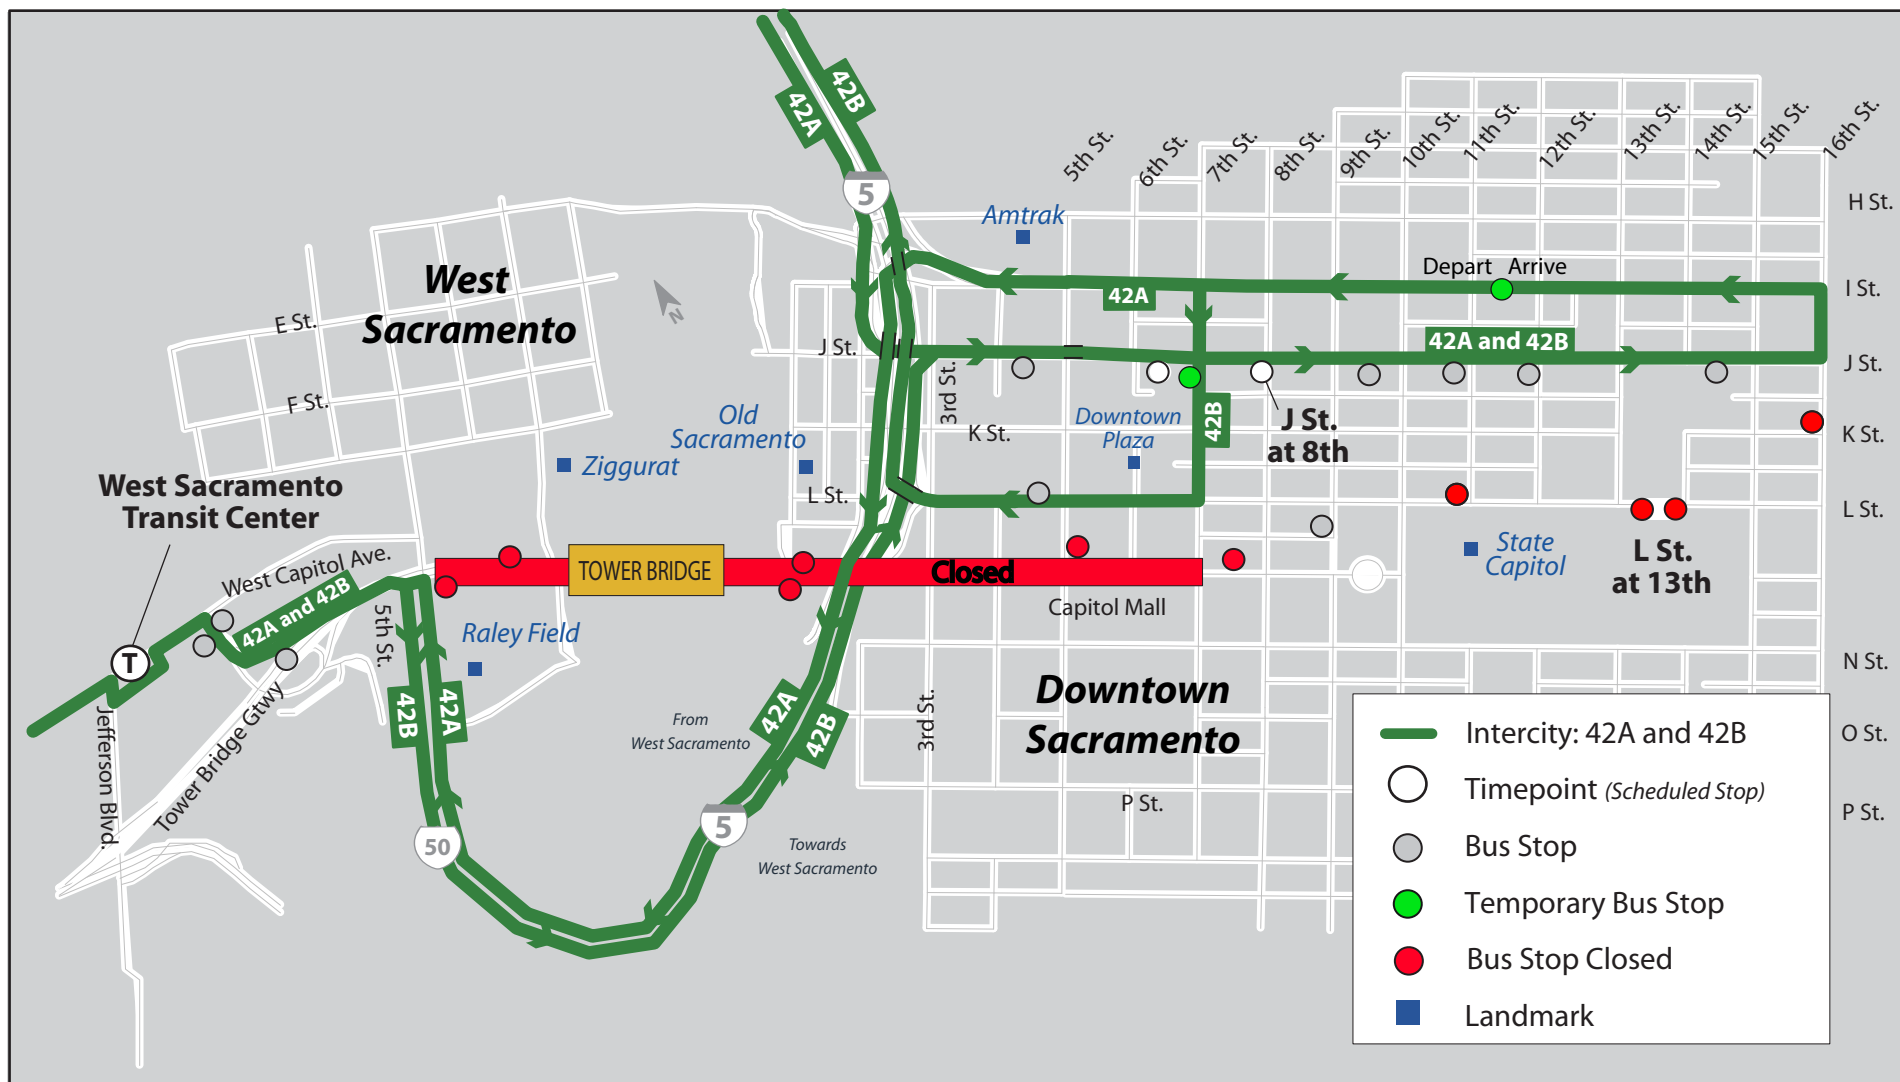 42B
42A
5
5th St.
6th St.
7th St.
8th St.
9th St.
10th St.
11th St.
12th St.
13th St.
14th St.
15th St.
16th St.
H St.
Amtrak
West
Sacramento
Depart
Arrive
I St.
42A
N
E St.
J St.
42A and 42B
J St.
3rd St.
F St.
Old
Sacramento
K St.
Downtown
Plaza
42B
J St.
at 8th
K St.
Ziggurat
West Sacramento
Transit Center
L St.
L St.
State
Capitol
L St.
at 13th
West Capitol Ave.
TOWER BRIDGE
Closed
Capitol Mall
42A and 42B
5th St.
Raley Field
T
N St.
Jefferson Blvd.
Tower Bridge Gtwy
42B
42A
From
West Sacramento
42A
42B
3rd St.
Downtown
Sacramento
O St.
P St.
P St.
50
5
Towards
West Sacramento
Intercity: 42A and 42B
Timepoint (Scheduled Stop)
Bus Stop
Temporary Bus Stop
Bus Stop Closed
Landmark